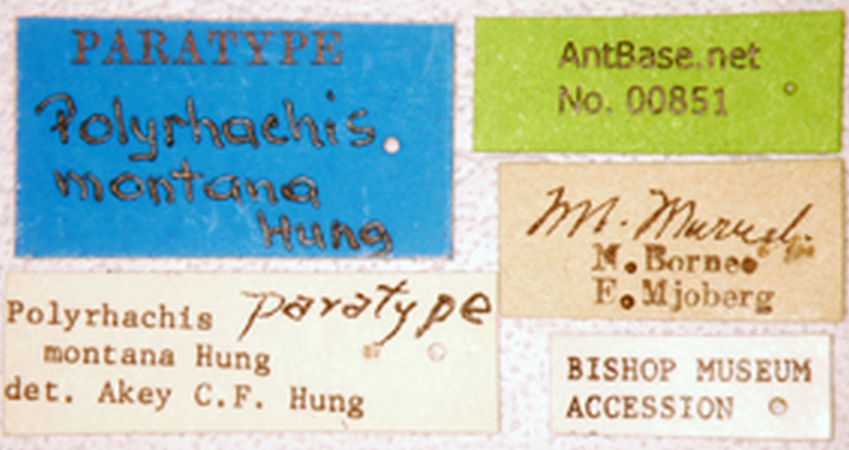 PARATYPE
Polyrhachis
montana
Hung
AntBase.net
No. 00851
M. Murud.
N. Borneo
E. Mjoberg
Polyrhachis paratype
montana Hung
det. Akey C.F. Hung
BISHOP MUSEUM
ACCESSION